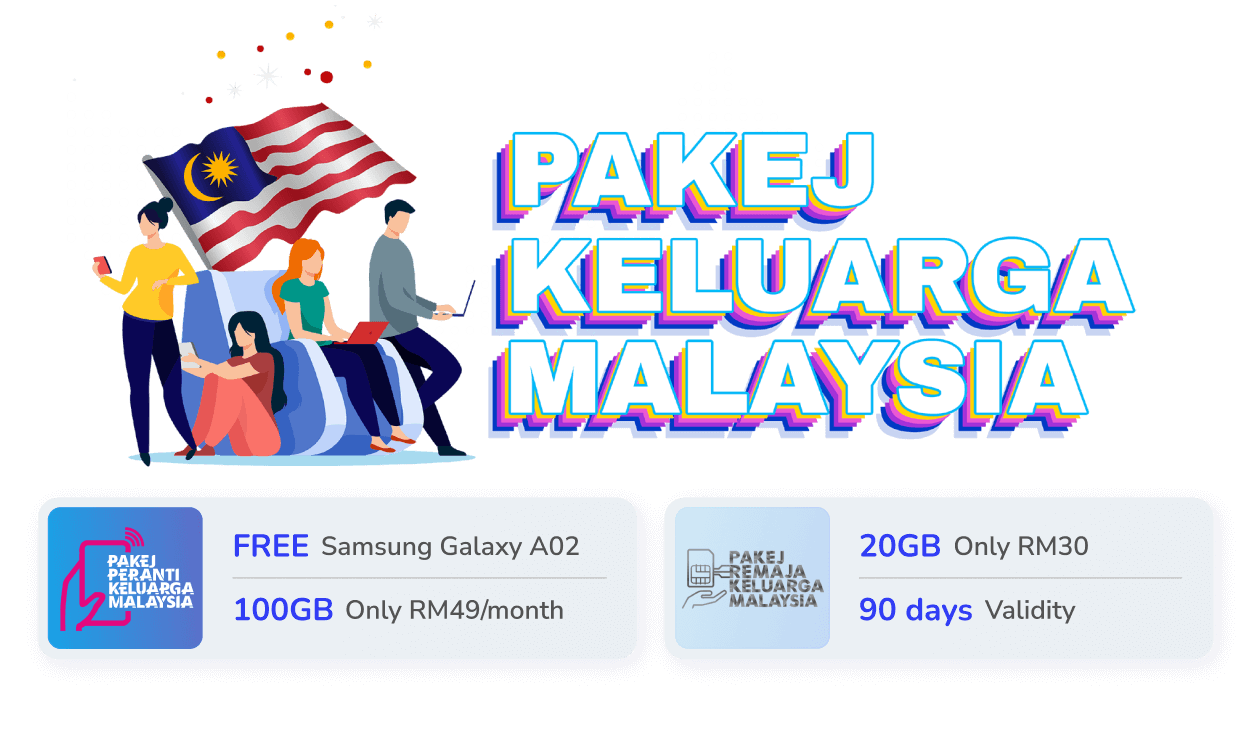 PAKEJ
KELUARGA
MALAYSIA
PAKEJ
PERANTI
KELUARGA
MALAYSIA
FREE Samsung Galaxy A02
100GB Only RM49/month
PAKEJ
REMAJA
KELUARGA
MALAYSIA
20GB Only RM30
90 days Validity